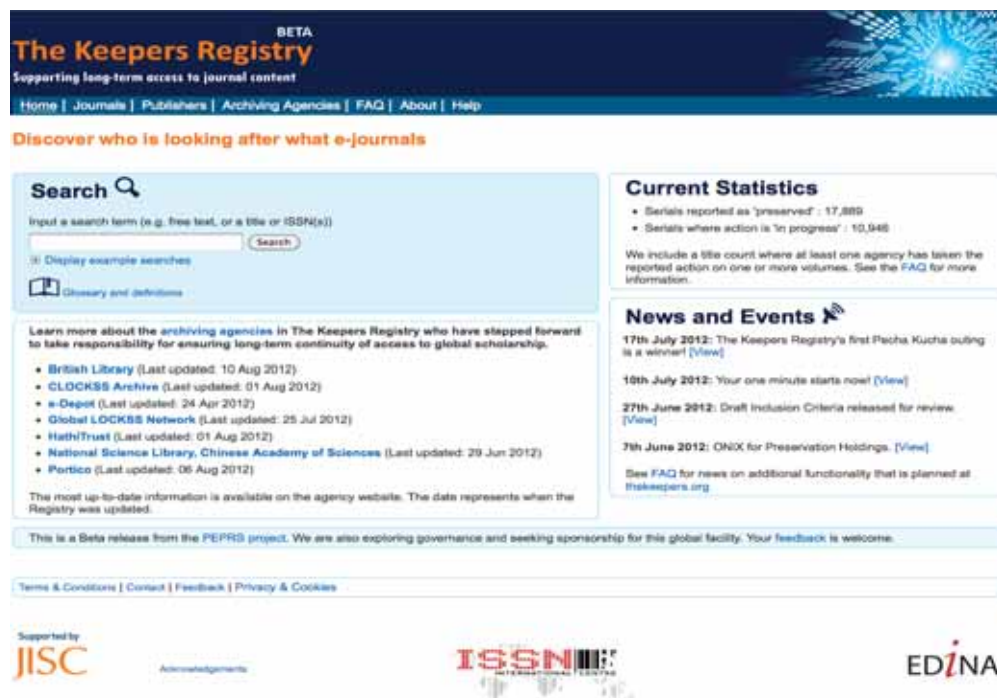 BETA
The Keepers Registry
Supporting long-term access to journal content
Home | Journals | Publishers | Archiving Agencies | FAQ | About | Help
Discover who is looking after what e-journals
Search
Input a search term (e.g. free text, or a title or ISSN(s))
Search
Display example searches
Glossary and definitions
Learn more about the archiving agencies in The Keepers Registry who have stepped forward
to take responsibility for ensuring long-term continuity of access to global scholarship.
• British Library (Last updated: 10 Aug 2012)
• CLOCKSS Archive (Last updated: 01 Aug 2012)
• e-Depot (Last updated: 24 Apr 2012)
• Global LOCKSS Network (Last updated: 25 Jul 2012)
• HathiTrust (Last updated: 01 Aug 2012)
• National Science Library, Chinese Academy of Sciences (Last updated: 29 Jun 2012)
• Portico (Last updated: 06 Aug 2012)
The most up-to-date information is available on the agency website. The date represents when the
Registry was updated.
Current Statistics
• Serials reported as 'preserved' : 17,889
• Serials where action is 'in progress' : 10,946
We include a title count where at least one agency has taken the
reported action on one or more volumes. See the FAQ for more
information.
News and Events
17th July 2012: The Keepers Registry's first Pecha Kucha outing
is a winner! [View]
10th July 2012: Your one minute starts now! [View]
27th June 2012: Draft Inclusion Criteria released for review.
[View]
7th June 2012: ONIX for Preservation Holdings. [View]
See FAQ for news on additional functionality that is planned at
thekeepers.org
This is a Beta release from the PEPRS project. We are also exploring governance and seeking sponsorship for this global facility. Your feedback is welcome.
Terms & Conditions | Contact | Feedback | Privacy & Cookies
Supported by
JISC
Acknowledgements
ISSN
INTERNATIONAL CENTRE
EDINA